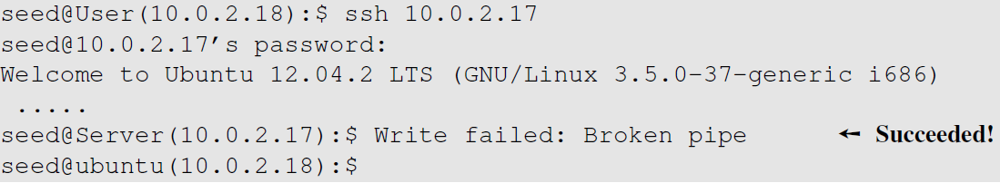 seed@User(10.0.2.18):$ ssh 10.0.2.17
seed@10.0.2.17’s password:
Welcome to Ubuntu 12.04.2 LTS (GNU/Linux 3.5.0-37-generic i686)
.....
seed@Server(10.0.2.17):$ Write failed: Broken pipe ← Succeeded!
seed@ubuntu(10.0.2.18):$